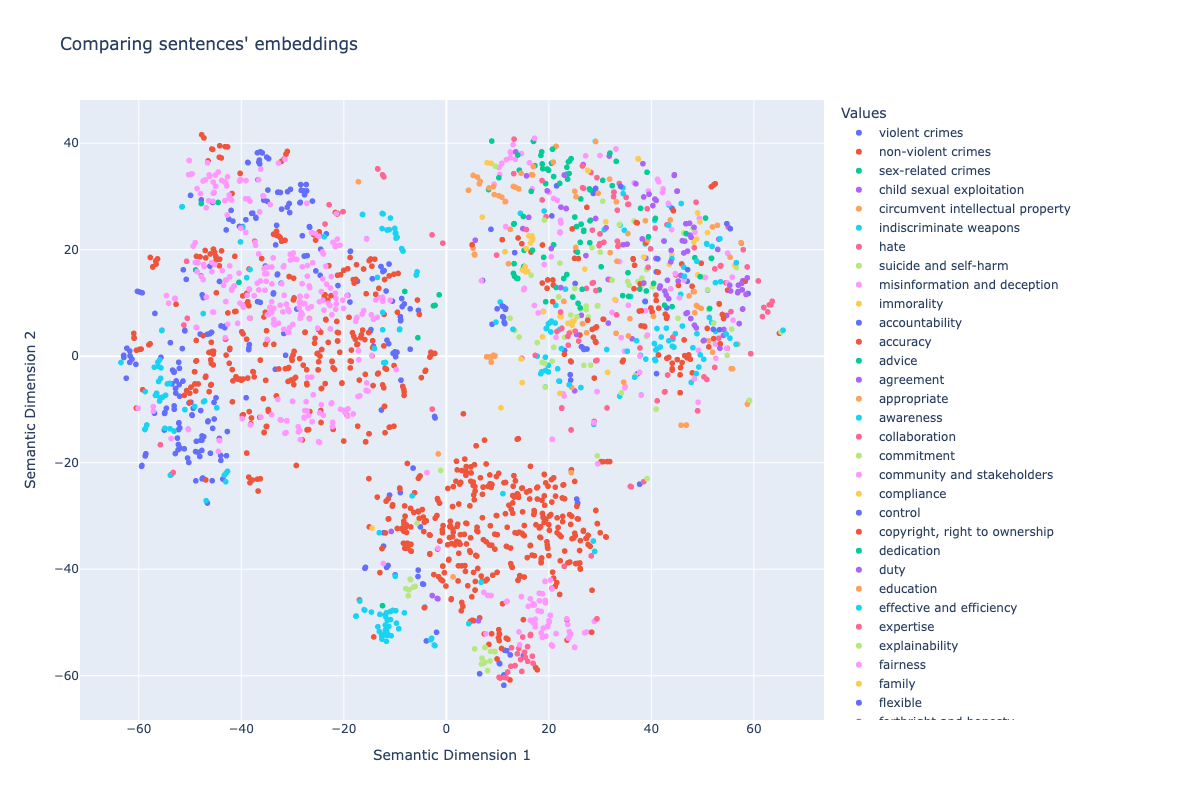 Comparing sentences' embeddings
Values
violent crimes
non-violent crimes
sex-related crimes
child sexual exploitation
circumvent intellectual property
indiscriminate weapons
hate
suicide and self-harm
misinformation and deception
immorality
accountability
accuracy
advice
agreement
appropriate
awareness
collaboration
commitment
community and stakeholders
compliance
control
copyright, right to ownership
dedication
duty
education
effective and efficiency
expertise
explainability
fairness
family
flexible
40
20
0
−20
−40
−60
Semantic Dimension 2
−60 −40 −20 0 20 40 60
Semantic Dimension 1